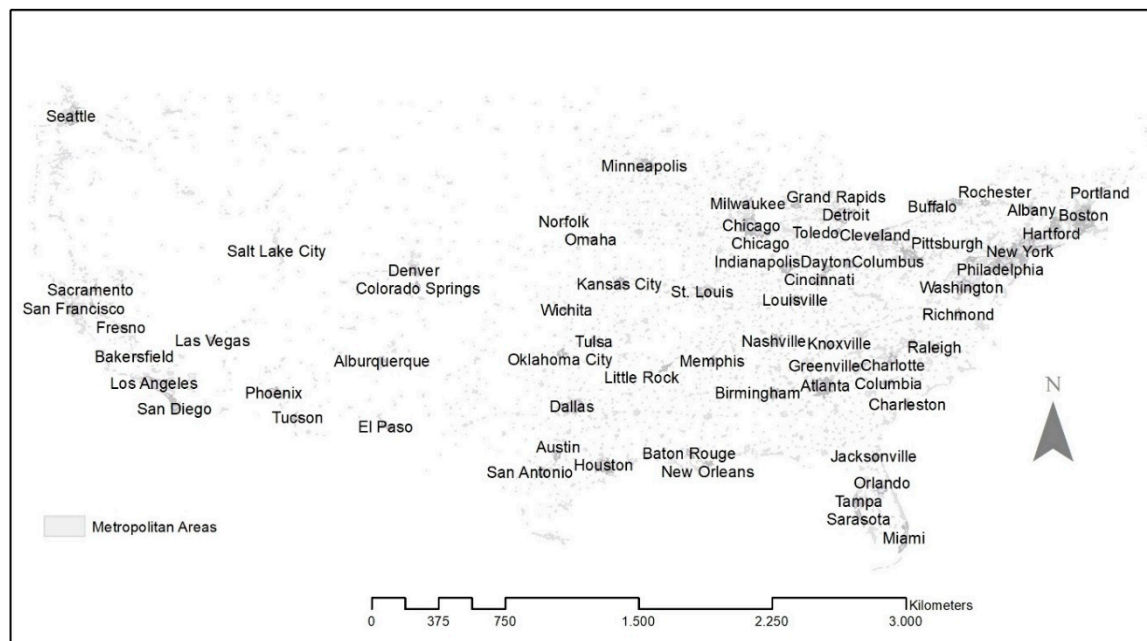 Seattle
Minneapolis
Grand Rapids
Rochester
Portland
Milwaukee
Detroit
Buffalo
Albany
Boston
Norfolk
Chicago
Toledo
Cleveland
Hartford
Omaha
Chicago
Pittsburgh
New York
Salt Lake City
Indianapolis
Dayton
Columbus
Philadelphia
Denver
Cincinnati
Colorado Springs
Kansas City
St. Louis
Washington
Sacramento
Louisville
San Francisco
Wichita
Richmond
Fresno
Las Vegas
Tulsa
Nashville
Knoxville
Raleigh
Bakersfield
Alburquerque
Oklahoma City
Memphis
Greenville
Charlotte
Little Rock
Los Angeles
Atlanta
Columbia
Phoenix
Birmingham
San Diego
Dallas
Charleston
Tucson
El Paso
N
Austin
Baton Rouge
Jacksonville
San Antonio
Houston
New Orleans
Orlando
Tampa
Sarasota
Metropolitan Areas
Miami
Kilometers
0 375 750 1.500 2.250 3.000